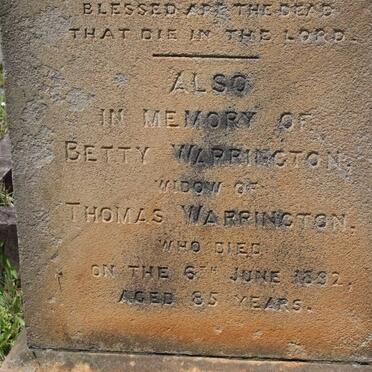 BLESSED ARE THE DEAD
THAT DIE IN THE LORD.
ALSO
IN MEMORY OF
BETTY WARRINGTON,
WIDOW OF
THOMAS WARRINGTON.
WHO DIED
ON THE 6TH JUNE 1892,
AGED 85 YEARS.